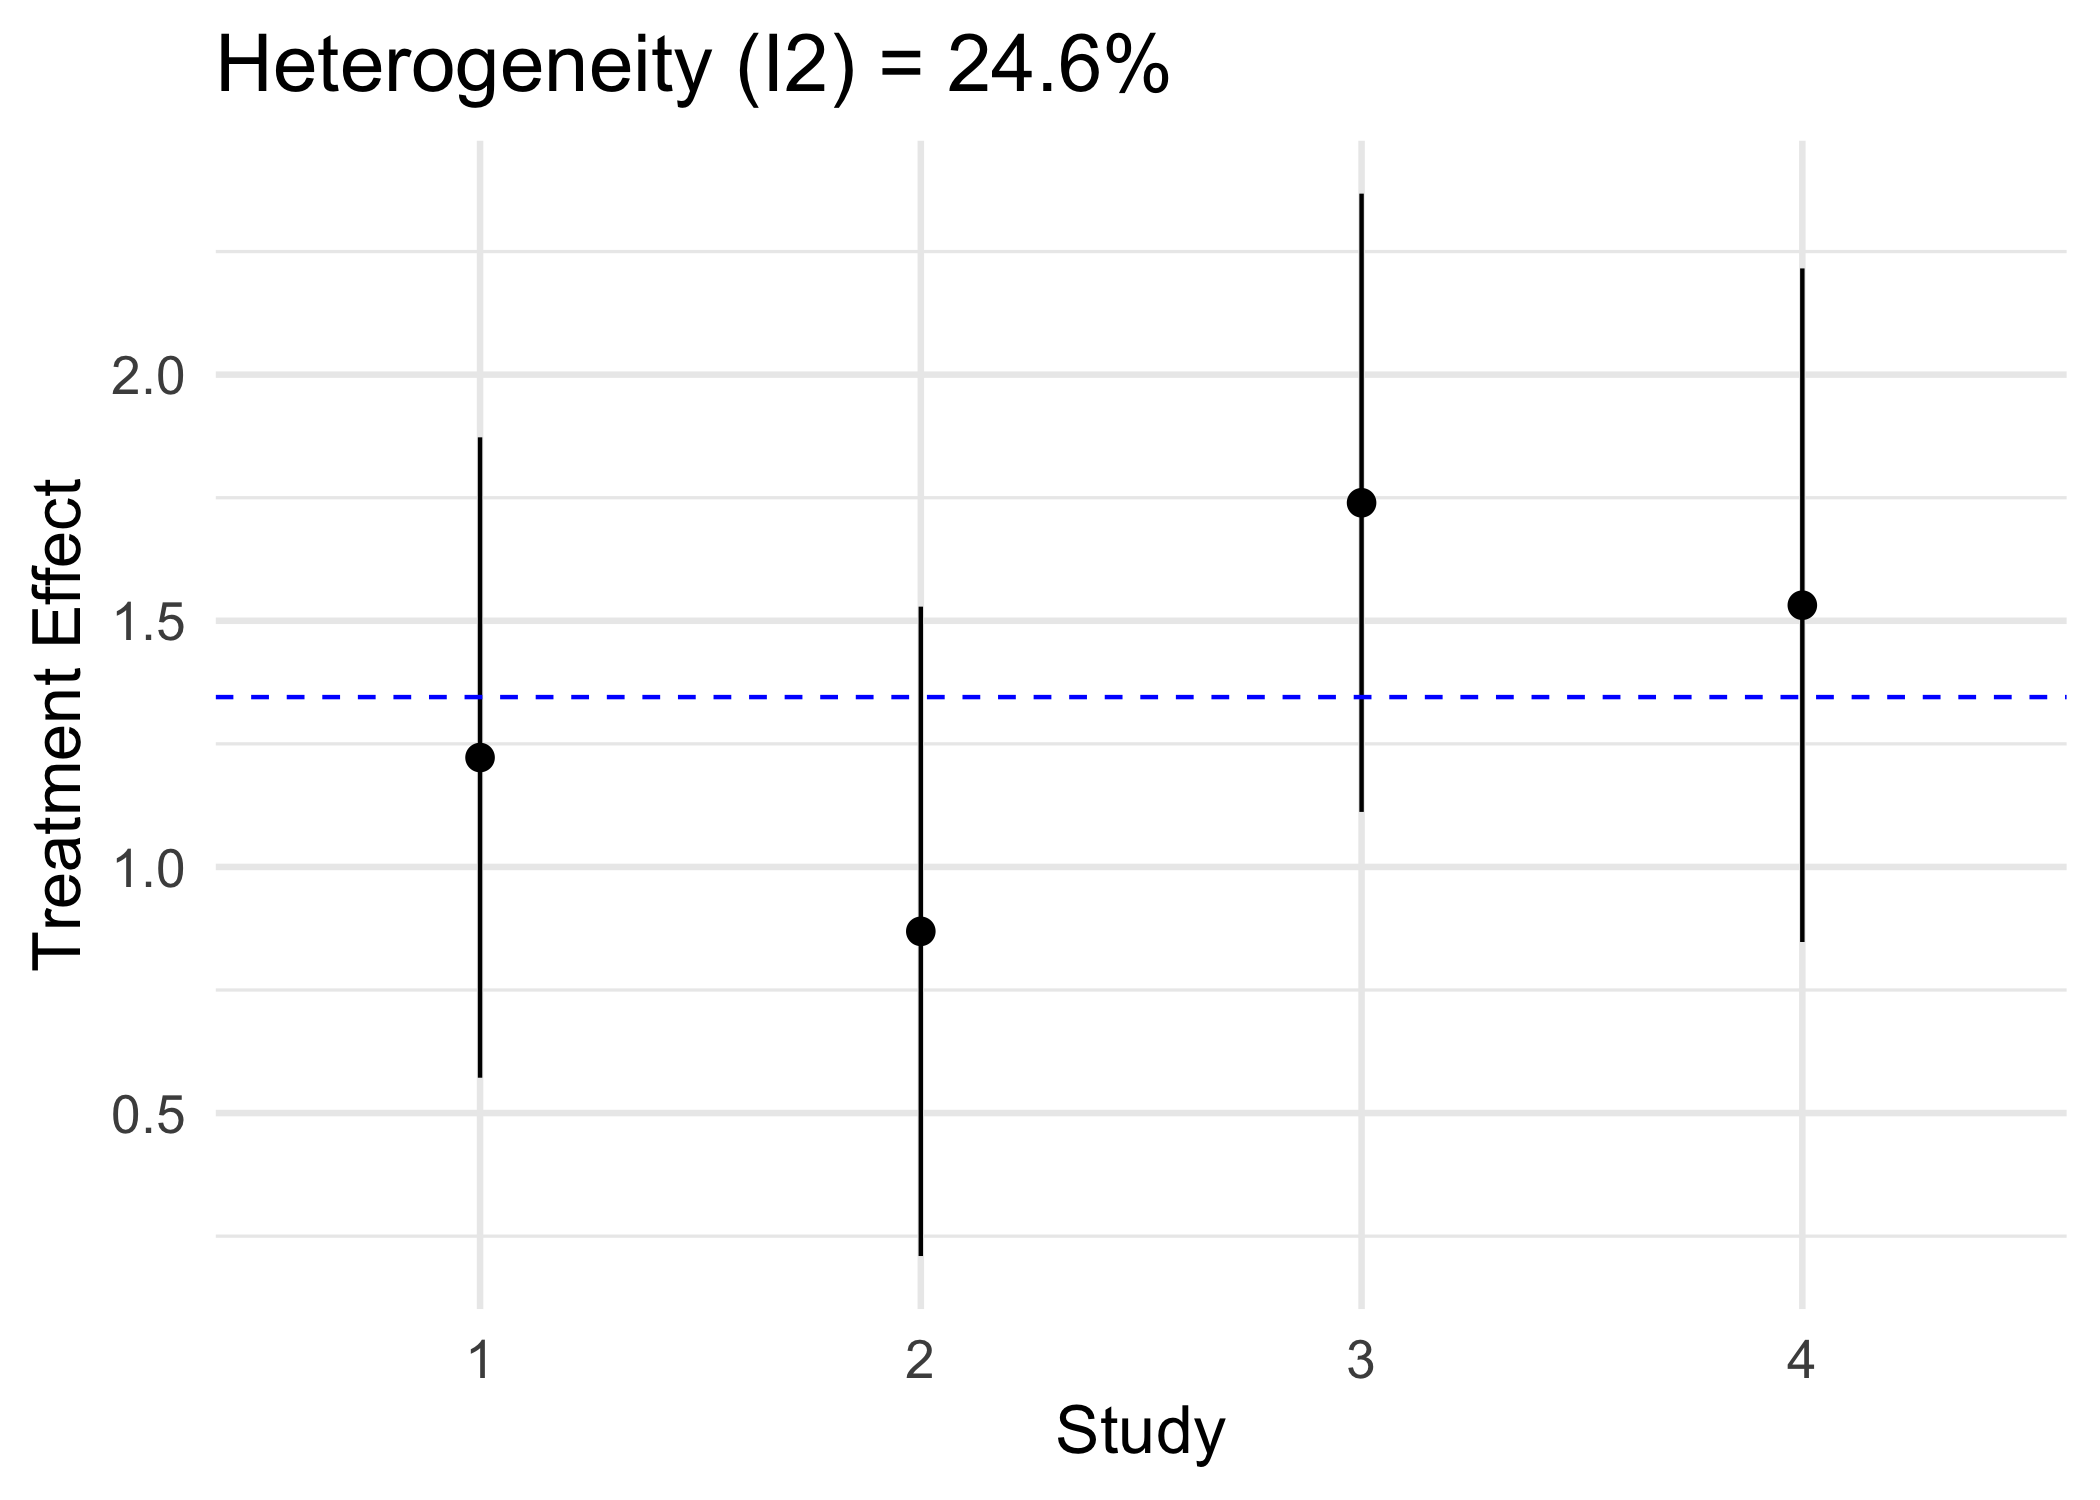 Heterogeneity (I2) = 24.6%
Treatment Effect
2.0
1.5
1.0
0.5
1 2 3 4
Study